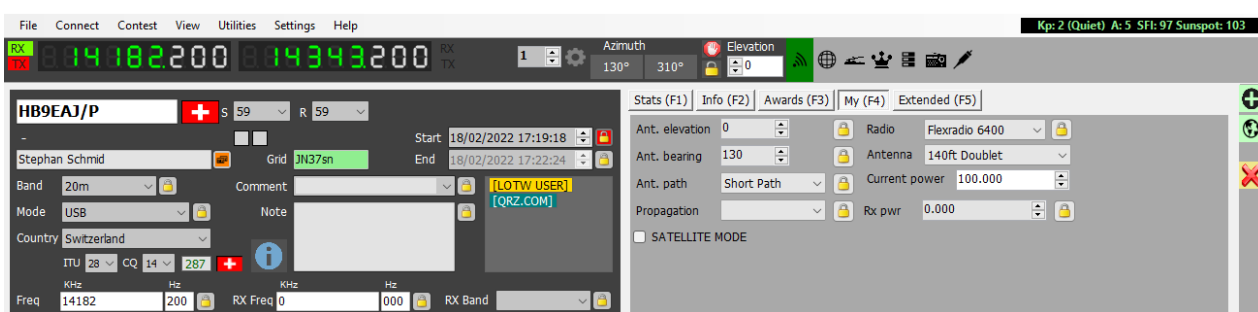 File Connect Contest View Utilities Settings Help Kp: 2 (Quiet) A: 5 SFI: 97 Sunspot: 103
RX TX 14182.200 14343.200 RX TX 1 Azimuth 130° 310° Elevation 0
Stats (F1) Info (F2) Awards (F3) My (F4) Extended (F5)
HB9EAJ/P S 59 R 59
- Start 18/02/2022 17:19:18
Stephan Schmid Grid JN37sn End 18/02/2022 17:22:24
Band 20m Comment [LOTW USER]
[QRZ.COM]
Mode USB Note
Country Switzerland
ITU 28 CQ 14 287
KHz Hz KHz Hz
Freq 14182 200 RX Freq 0 000 RX Band
Ant. elevation 0 Radio Flexradio 6400
Ant. bearing 130 Antenna 140ft Doublet
Ant. path Short Path Current power 100.000
Propagation Rx pwr 0.000
SATELLITE MODE